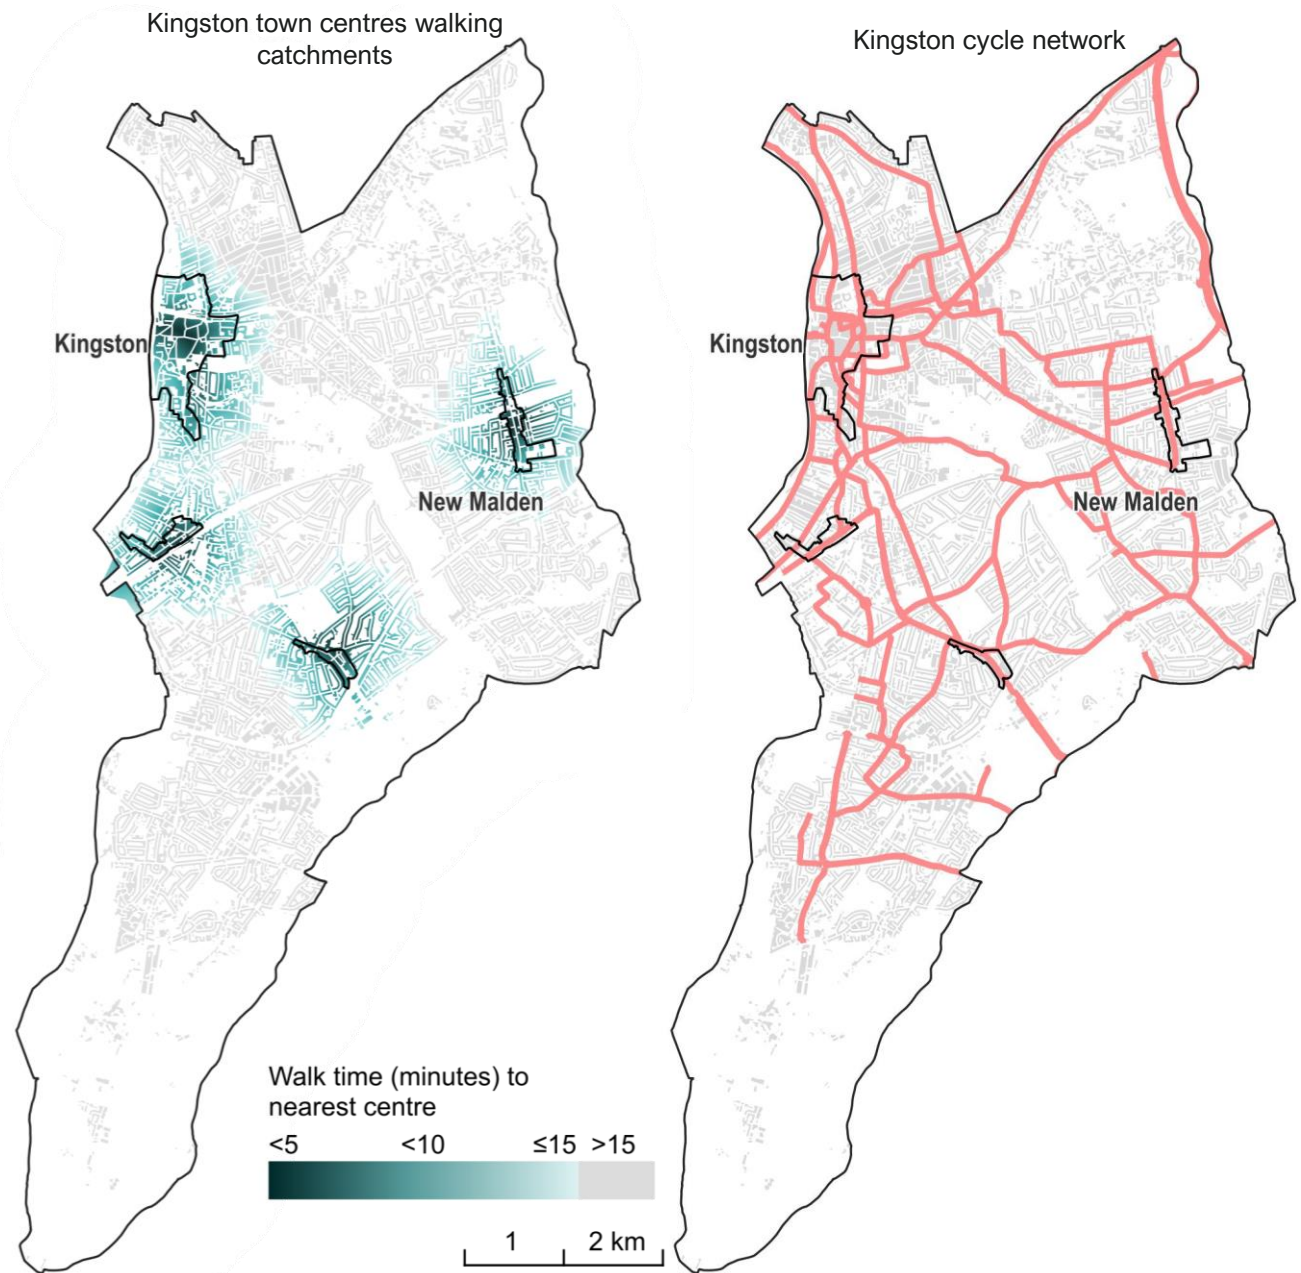 Kingston town centres walking
catchments
Kingston cycle network
Kingston
New Malden
Kingston
New Malden
Walk time (minutes) to
nearest centre
<5 <10 ≤15 >15
1 2 km